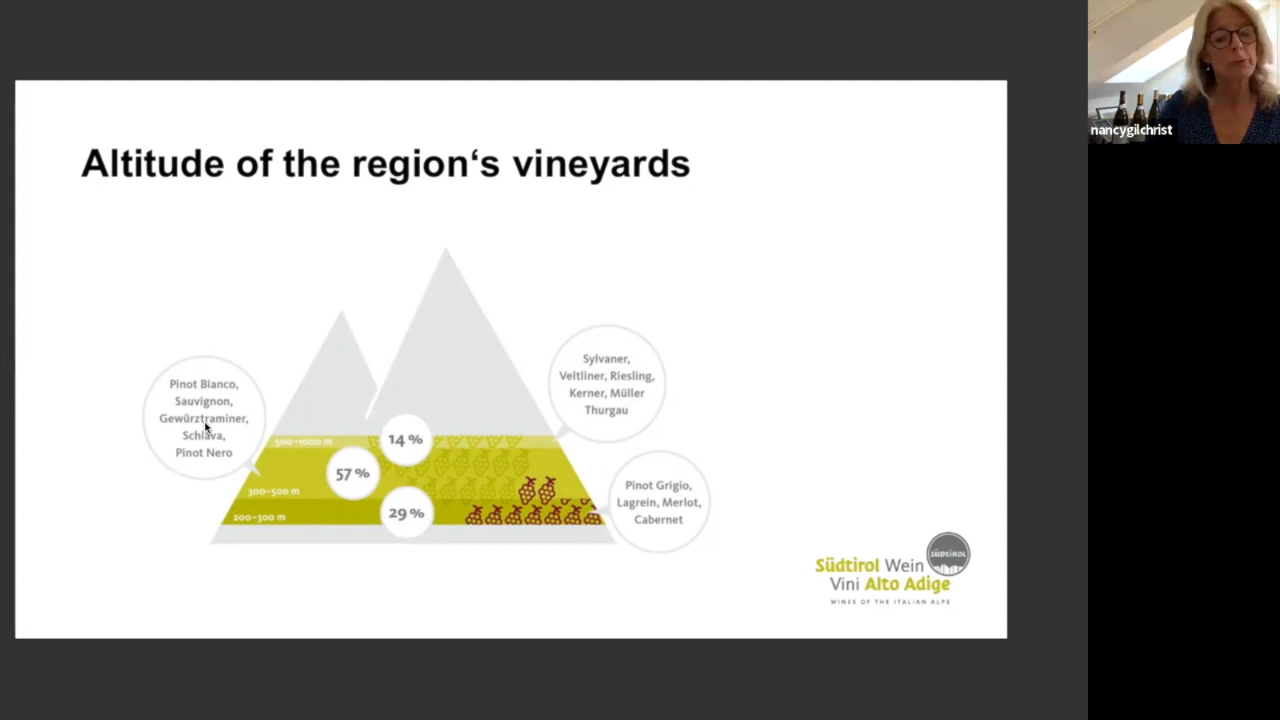 nancygilchrist
Altitude of the region‘s vineyards
Pinot Bianco,
Sauvignon,
Gewürztraminer,
Schiava,
Pinot Nero
Sylvaner,
Veltliner, Riesling,
Kerner, Müller
Thurgau
500–1000 m
14 %
57 %
300–500 m
29 %
200–300 m
Pinot Grigio,
Lagrein, Merlot,
Cabernet
SÜDTIROL
Südtirol Wein
Vini Alto Adige
WINES OF THE ITALIAN ALPS